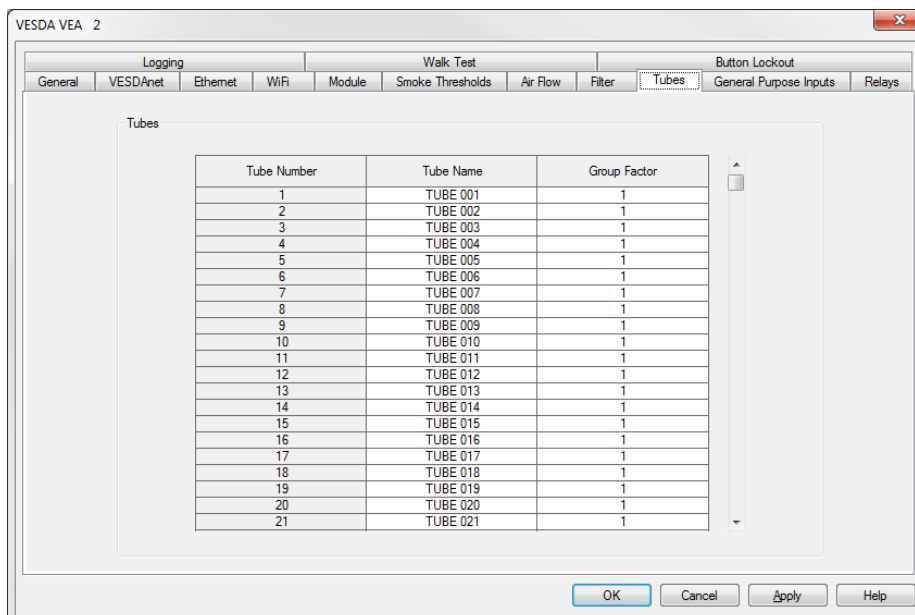 VESDA VEA 2
Logging Walk Test Button Lockout
General VESDAnet Ethernet WiFi Module Smoke Thresholds Air Flow Filter Tubes General Purpose Inputs Relays
Tubes
Tube Number Tube Name Group Factor
1 TUBE 001 1
2 TUBE 002 1
3 TUBE 003 1
4 TUBE 004 1
5 TUBE 005 1
6 TUBE 006 1
7 TUBE 007 1
8 TUBE 008 1
9 TUBE 009 1
10 TUBE 010 1
11 TUBE 011 1
12 TUBE 012 1
13 TUBE 013 1
14 TUBE 014 1
15 TUBE 015 1
16 TUBE 016 1
17 TUBE 017 1
18 TUBE 018 1
19 TUBE 019 1
20 TUBE 020 1
21 TUBE 021 1
OK Cancel Apply Help